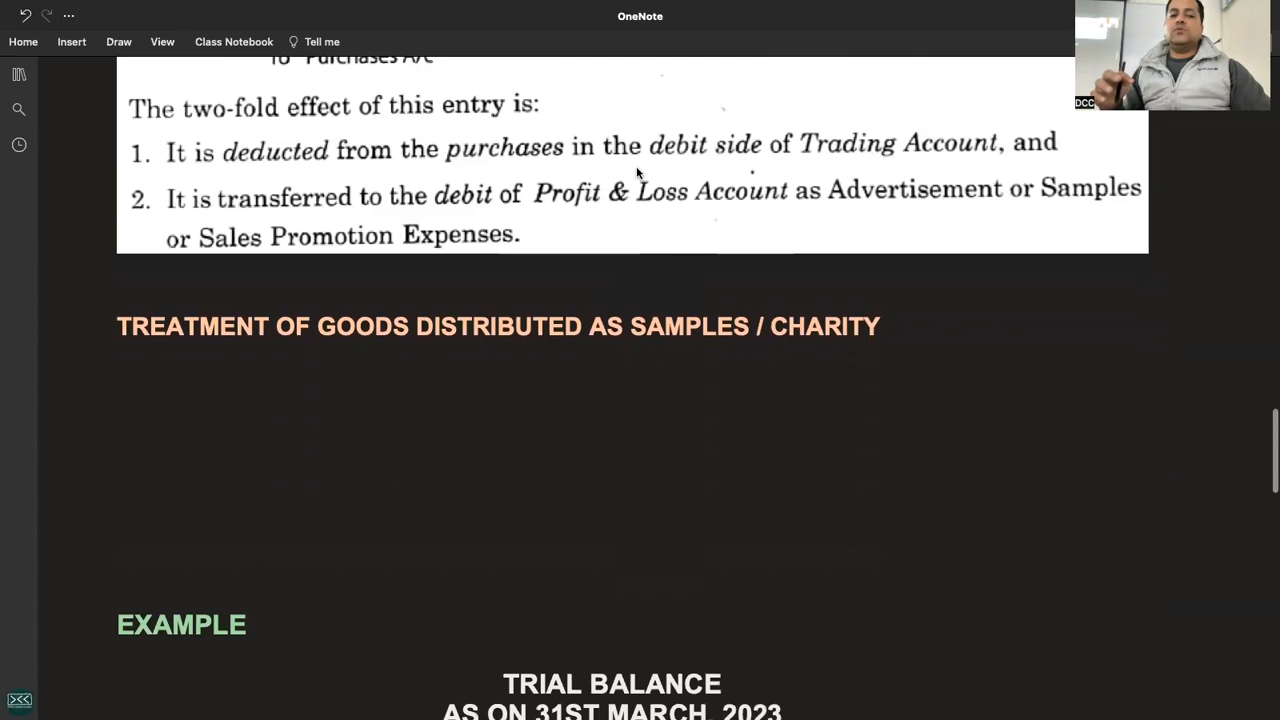 OneNote
Home Insert Draw View Class Notebook Tell me
DCC
To Purchases A/C
The two-fold effect of this entry is:
1. It is deducted from the purchases in the debit side of Trading Account, and
2. It is transferred to the debit of Profit & Loss Account as Advertisement or Samples
or Sales Promotion Expenses.
TREATMENT OF GOODS DISTRIBUTED AS SAMPLES / CHARITY
EXAMPLE
TRIAL BALANCE
AS ON 31ST MARCH, 2023